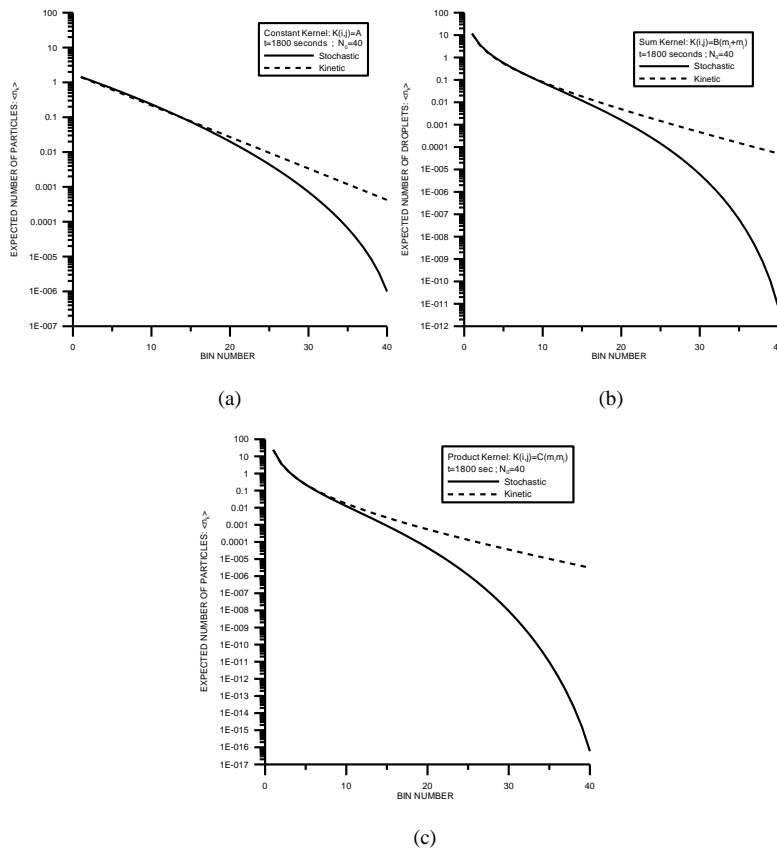 Constant Kernel: K(i,j)=A
t=1800 seconds ; N₀=40
Stochastic
Kinetic
EXPECTED NUMBER OF PARTICLES: <nₖ>
100
10
1
0.1
0.01
0.001
0.0001
1E-005
1E-006
1E-007
0
10
20
30
40
BIN NUMBER
(a)
Sum Kernel: K(i,j)=B(mᵢ+mⱼ)
t=1800 seconds ; N₀=40
Stochastic
Kinetic
EXPECTED NUMBER OF DROPLETS: <nₖ>
100
10
1
0.1
0.01
0.001
0.0001
1E-005
1E-006
1E-007
1E-008
1E-009
1E-010
1E-011
1E-012
0
10
20
30
40
BIN NUMBER
(b)
Product Kernel: K(i,j)=C(mᵢmⱼ)
t=1800 sec ; N₀=40
Stochastic
Kinetic
EXPECTED NUMBER OF PARTICLES: <nₖ>
100
10
1
0.1
0.01
0.001
0.0001
1E-005
1E-006
1E-007
1E-008
1E-009
1E-010
1E-011
1E-012
1E-013
1E-014
1E-015
1E-016
1E-017
0
10
20
30
40
BIN NUMBER
(c)